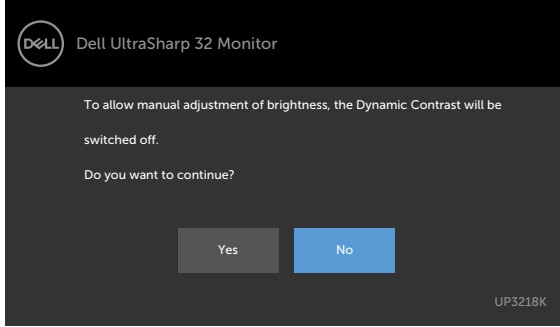 DELL
Dell UltraSharp 32 Monitor
To allow manual adjustment of brightness, the Dynamic Contrast will be
switched off.
Do you want to continue?
Yes
No
UP3218K